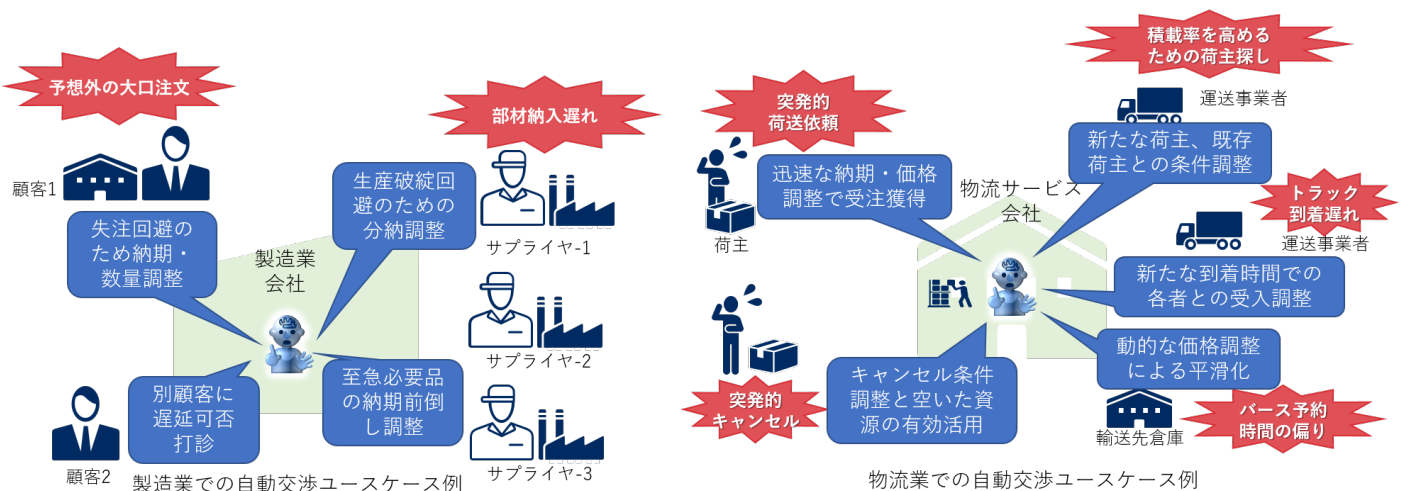 予想外の大口注文
顧客1
失注回避の
ため納期・
数量調整
製造業
会社
生産破綻回
避のための
分納調整
部材納入遅れ
サプライヤ-1
サプライヤ-2
サプライヤ-3
別顧客に
遅延可否
打診
至急必要品
の納期前倒
し調整
顧客2
製造業での自動交渉ユースケース例
積載率を高める
ための荷主探し
運送事業者
突発的
荷送依頼
荷主
迅速な納期・価格
調整で受注獲得
物流サービス
会社
新たな荷主、既存
荷主との条件調整
トラック
到着遅れ
運送事業者
新たな到着時間での
各者との受入調整
動的な価格調整
による平滑化
キャンセル条件
調整と空いた資
源の有効活用
突発的
キャンセル
輸送先倉庫
バース予約
時間の偏り
物流業での自動交渉ユースケース例